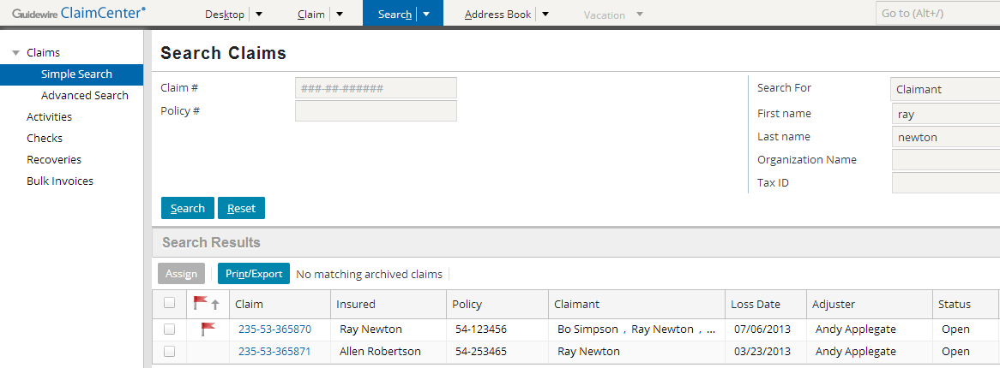 Guidewire ClaimCenter® Desktop Claim Search Address Book Vacation Go to (Alt+/)
Claims
Simple Search
Advanced Search
Activities
Checks
Recoveries
Bulk Invoices
Search Claims
Claim # ###-##-######
Policy #
Search For Claimant
First name ray
Last name newton
Organization Name
Tax ID
Search Reset
Search Results
Assign Print/Export No matching archived claims
Claim Insured Policy Claimant Loss Date Adjuster Status
235-53-365870 Ray Newton 54-123456 Bo Simpson , Ray Newton , ... 07/06/2013 Andy Applegate Open
235-53-365871 Allen Robertson 54-253465 Ray Newton 03/23/2013 Andy Applegate Open